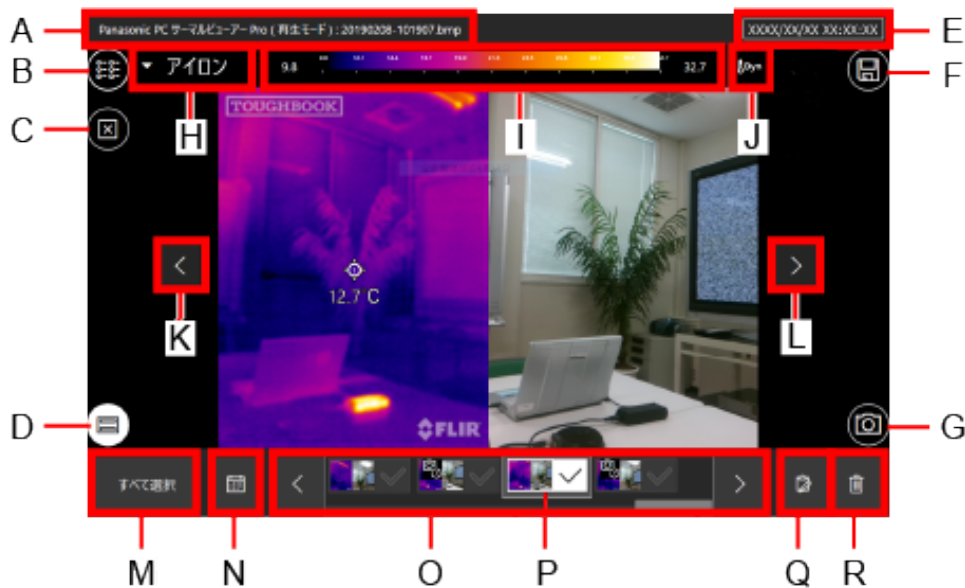 A
Panasonic PC サーマルビューアー Pro ( 再生モード ) : 20190208-101907.bmp
XXXX/XX/XX XX:XX:XX
E
B
アイロン
9.8
32.7
Dyn
F
C
H
TOUGHBOOK
I
J
12.7 C
K
L
D
FLIR
G
すべて選択
M
N
O
P
Q
R